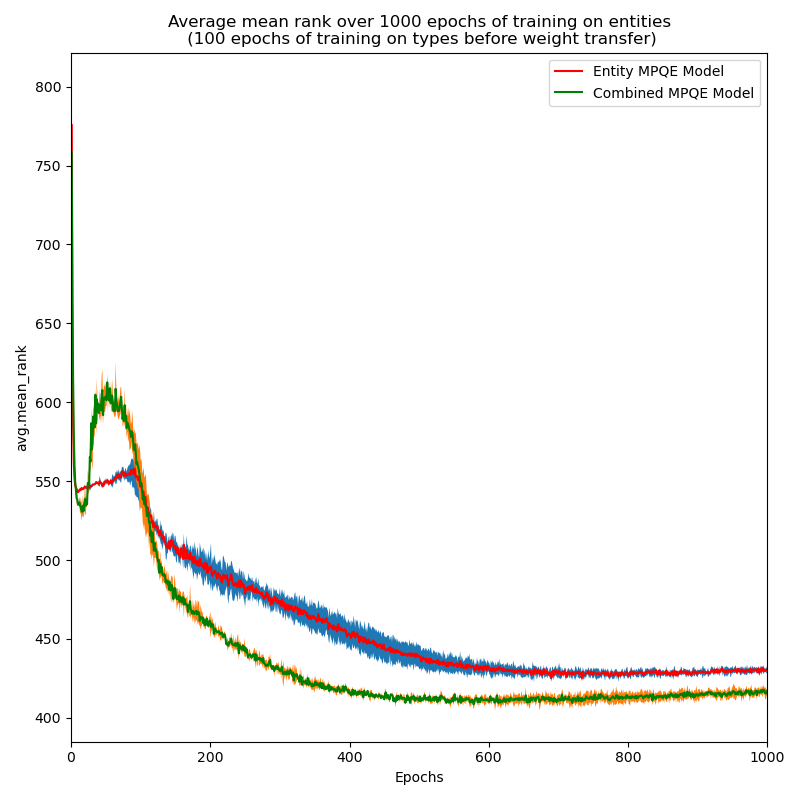 Average mean rank over 1000 epochs of training on entities
(100 epochs of training on types before weight transfer)
Entity MPQE Model
Combined MPQE Model
avg.mean_rank
800
750
700
650
600
550
500
450
400
0
200
400
600
800
1000
Epochs